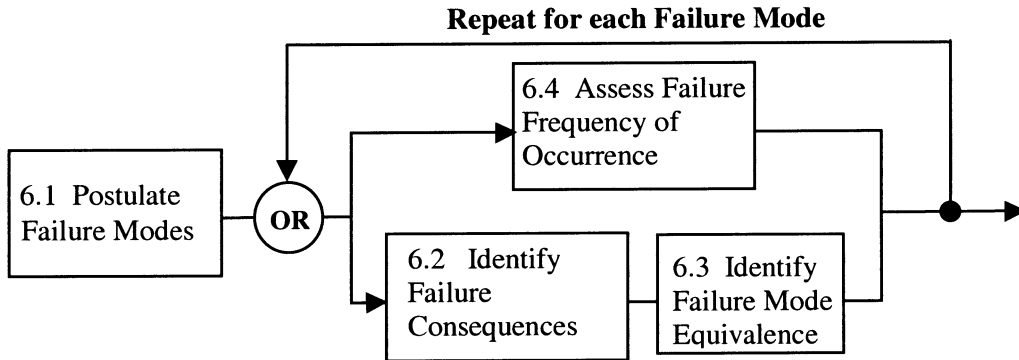 Repeat for each Failure Mode
6.4 Assess Failure
Frequency of
Occurrence
6.1 Postulate
Failure Modes
OR
6.2 Identify
Failure
Consequences
6.3 Identify
Failure Mode
Equivalence